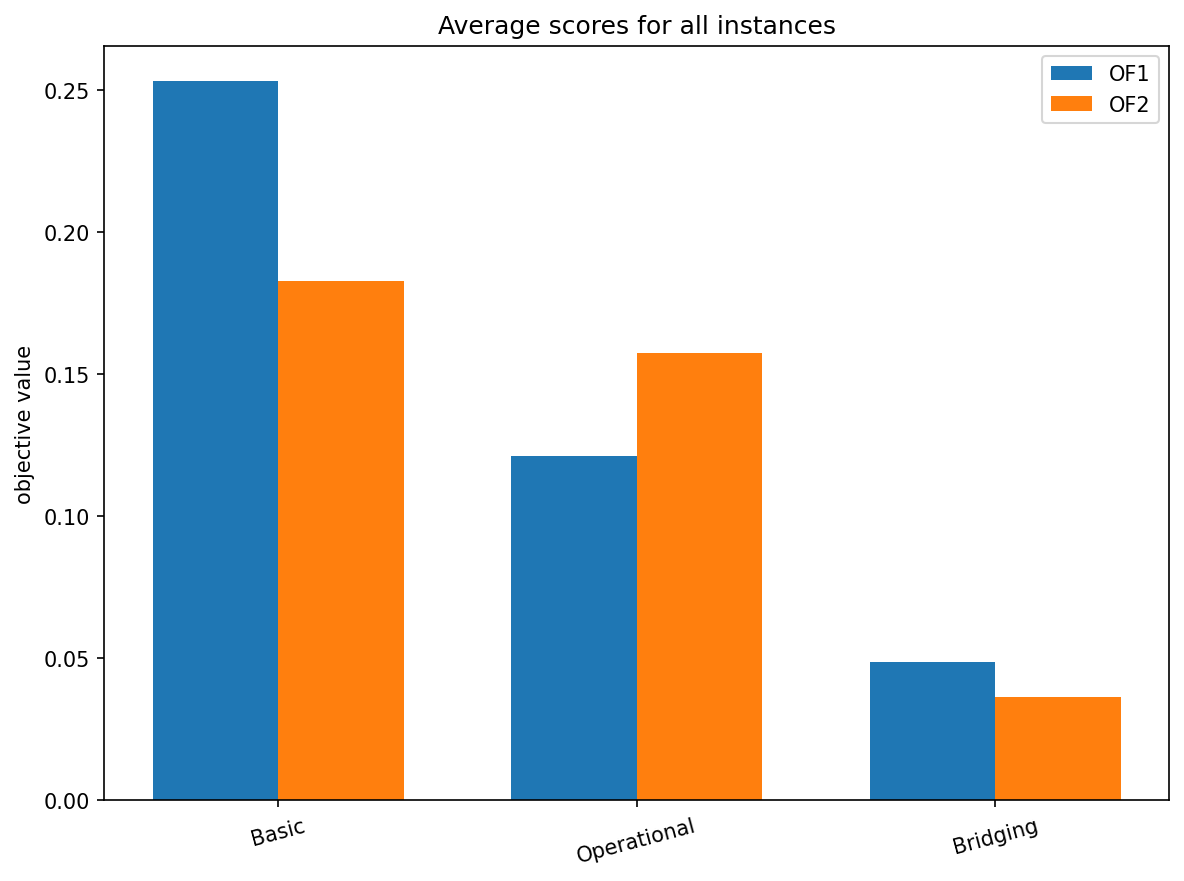 Average scores for all instances
OF1
OF2
objective value
0.25
0.20
0.15
0.10
0.05
0.00
Basic
Operational
Bridging